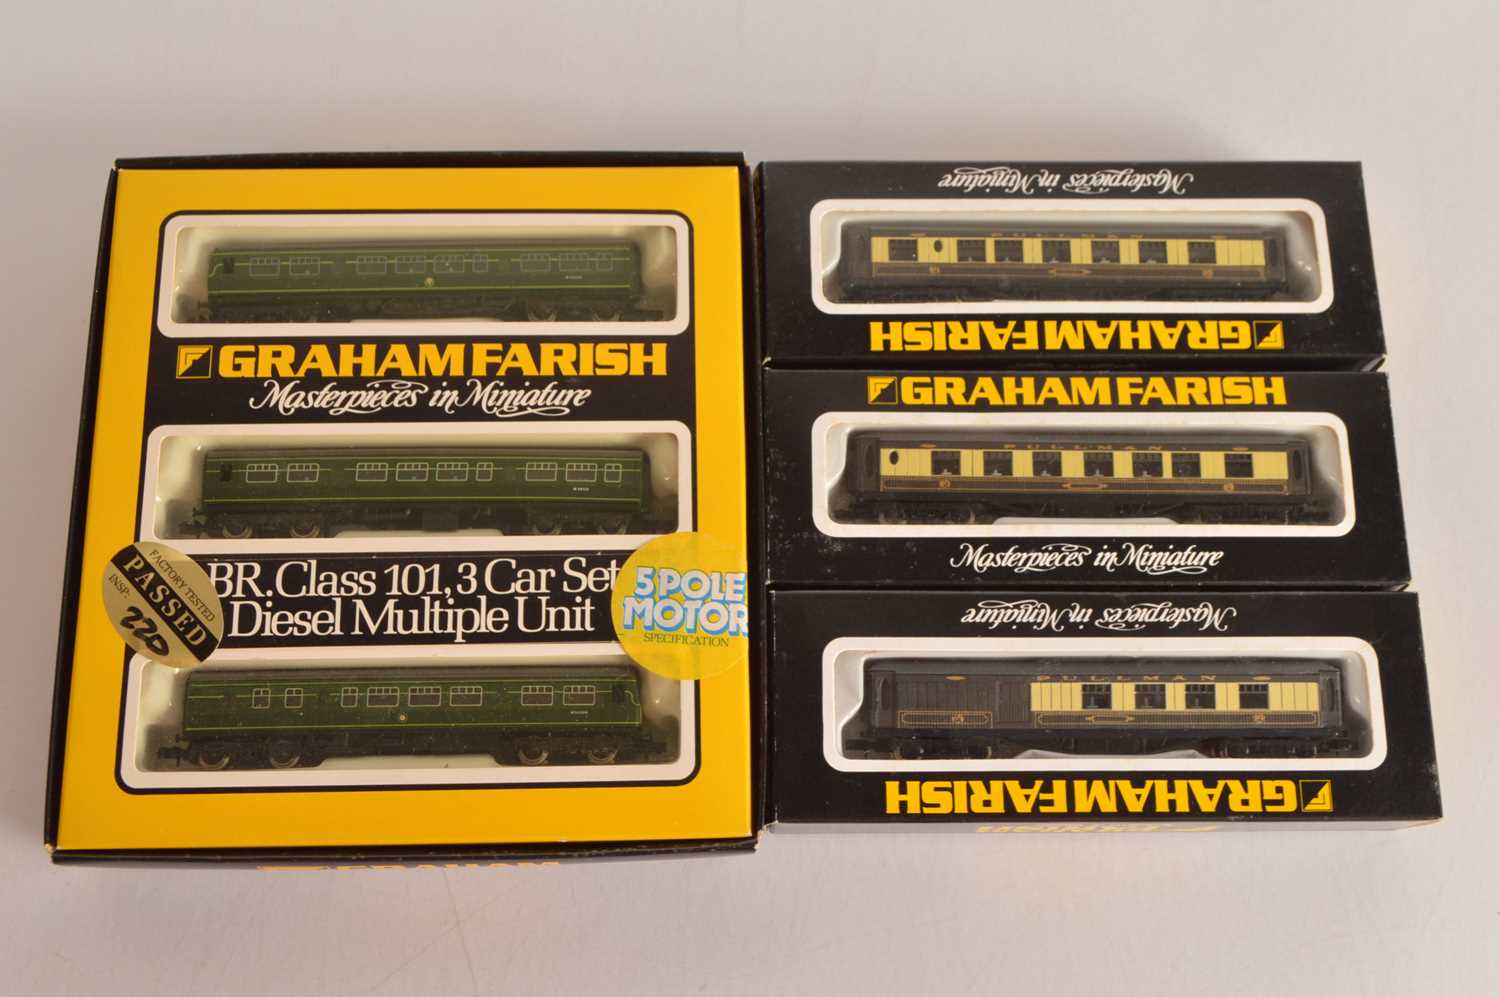 GRAHAM FARISH
Masterpieces in Miniature
BR. Class 101, 3 Car Set
Diesel Multiple Unit
FACTORY TESTED
PASSED
INSP:
220
5 POLE
MOTOR
SPECIFICATION
GRAHAM
Masterpieces in Miniature
PULLMAN
GRAHAM FARISH
GRAHAM FARISH
PULLMAN
Masterpieces in Miniature
Masterpieces in Miniature
PULLMAN
GRAHAM FARISH